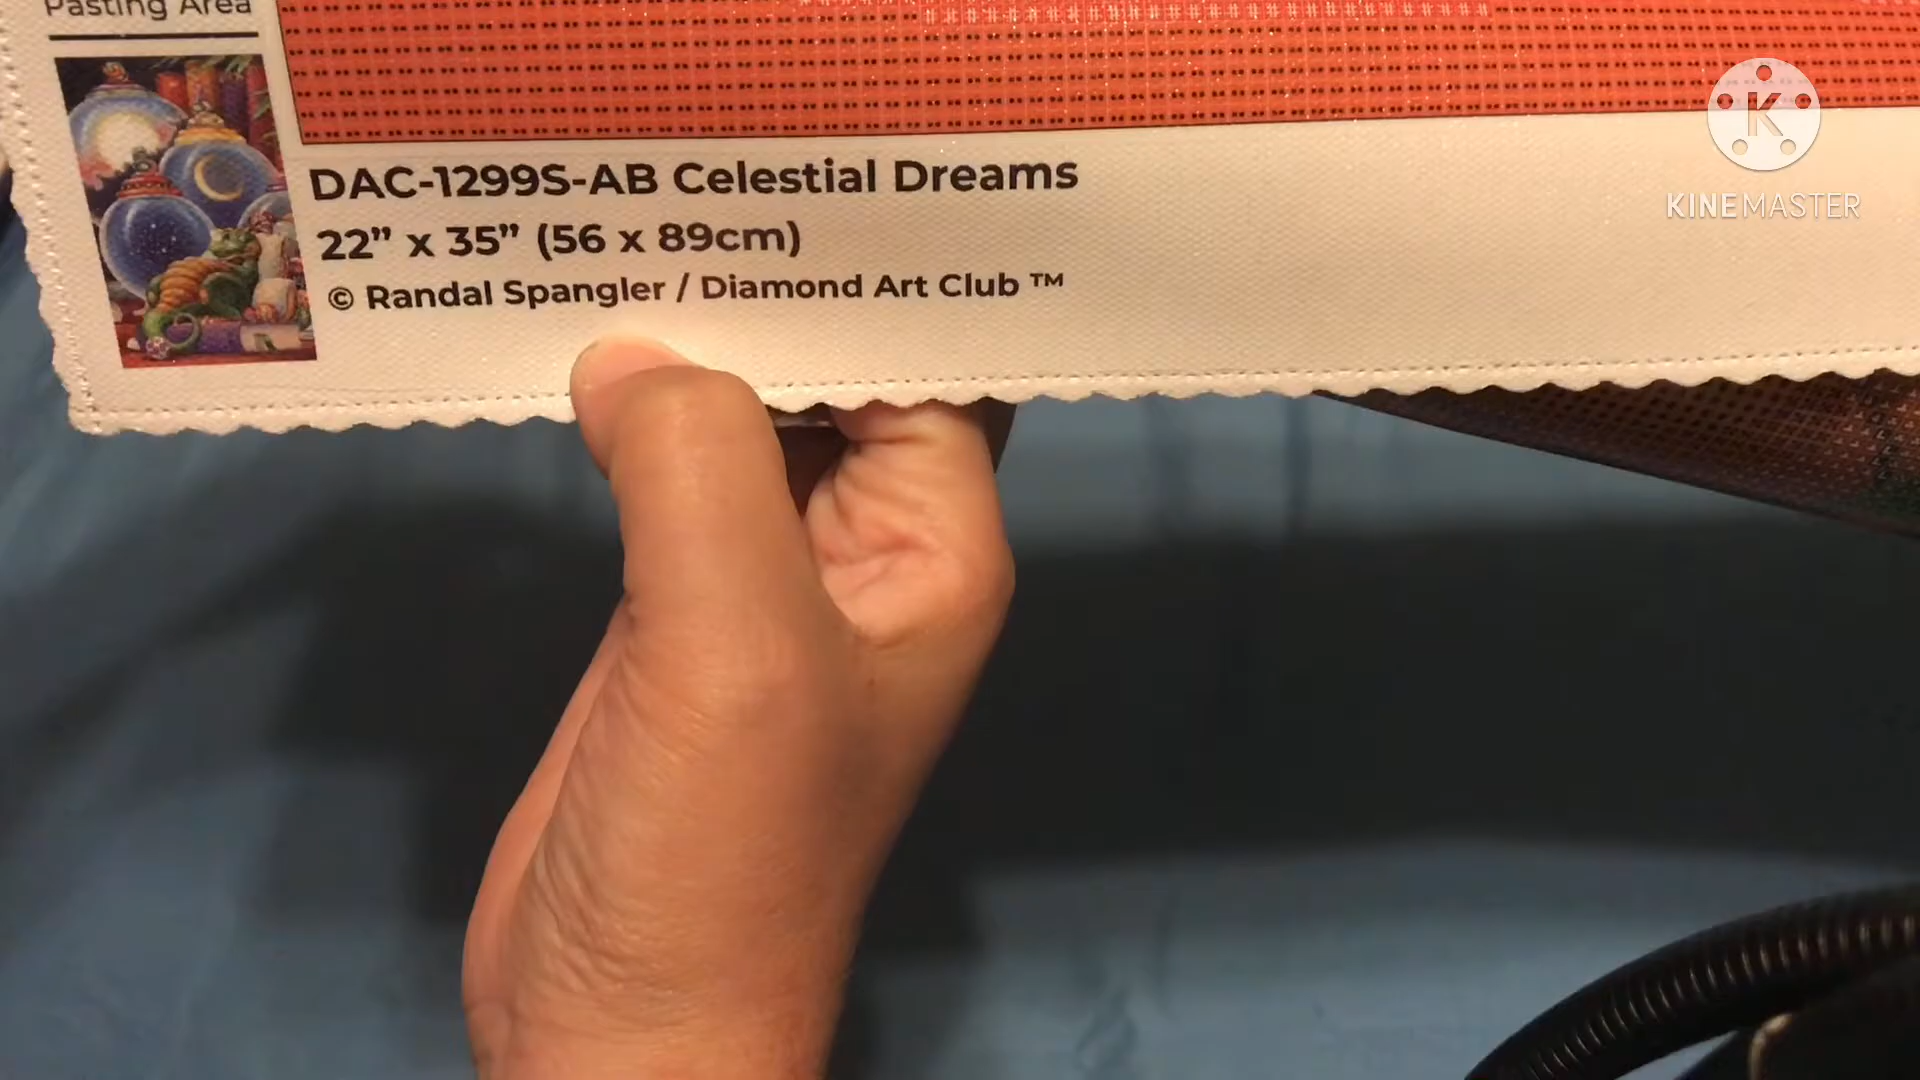 Pasting Area
DAC-1299S-AB Celestial Dreams
22” x 35” (56 x 89cm)
© Randal Spangler / Diamond Art Club ™
K
KINEMASTER